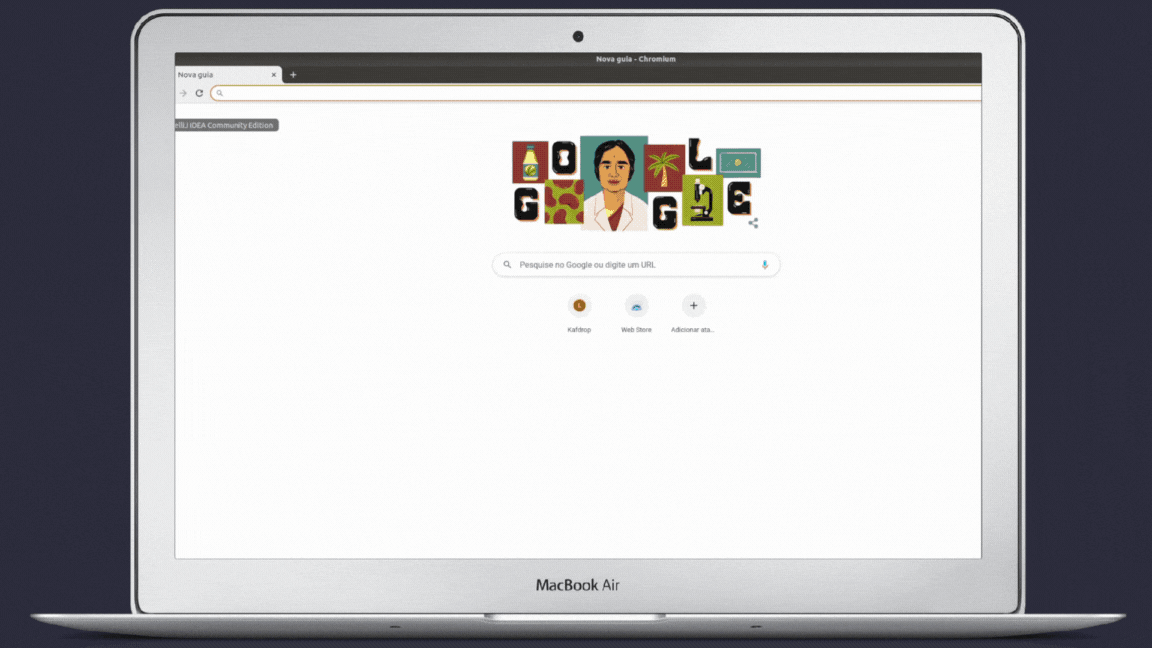 Nova guia - Chromium
Nova guia
elliJ IDEA Community Edition
GOOGLE
Pesquise no Google ou digite um URL
L
Kafdrop
Web Store
Adicionar ata...
MacBook Air